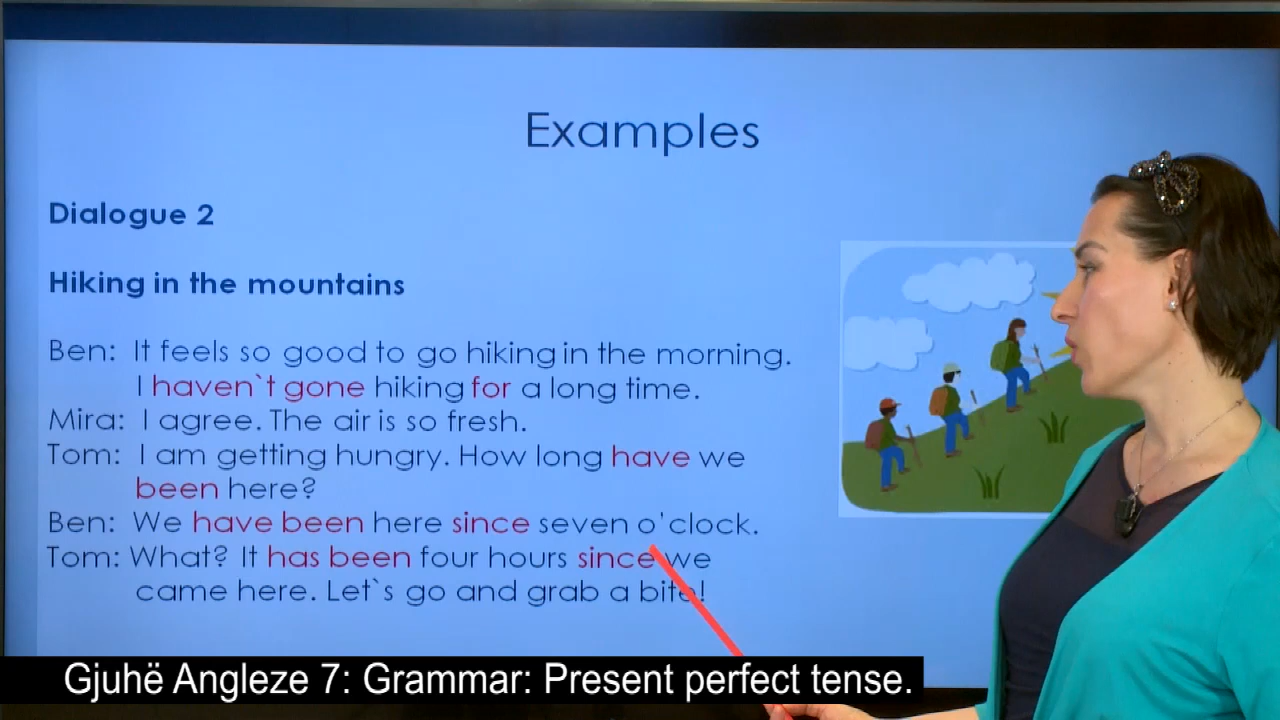 Examples
Dialogue 2
Hiking in the mountains
Ben: It feels so good to go hiking in the morning.
I haven`t gone hiking for a long time.
Mira: I agree. The air is so fresh.
Tom: I am getting hungry. How long have we
been here?
Ben: We have been here since seven o'clock.
Tom: What? It has been four hours since we
came here. Let`s go and grab a bite!
Gjuhë Angleze 7: Grammar: Present perfect tense.